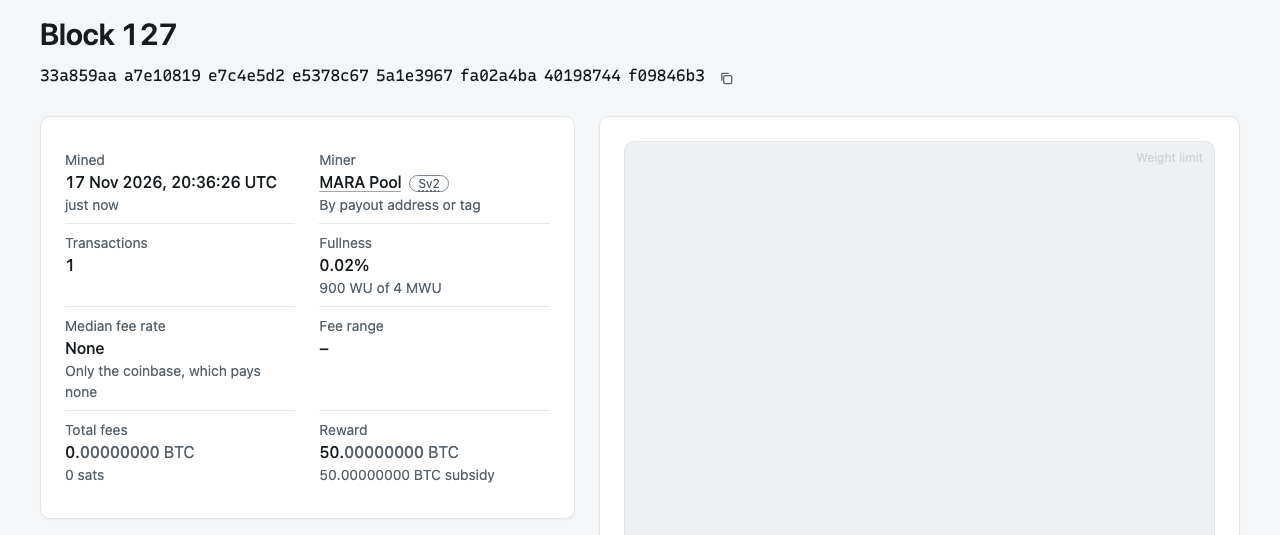 Block 127
33a859aa a7e10819 e7c4e5d2 e5378c67 5a1e3967 fa02a4ba 40198744 f09846b3
Weight limit
Mined
17 Nov 2026, 20:36:26 UTC
just now
Miner
MARA Pool Sv2
By payout address or tag
Transactions
1
Fullness
0.02%
900 WU of 4 MWU
Median fee rate
None
Only the coinbase, which pays
none
Fee range
–
Total fees
0.00000000 BTC
0 sats
Reward
50.00000000 BTC
50.00000000 BTC subsidy